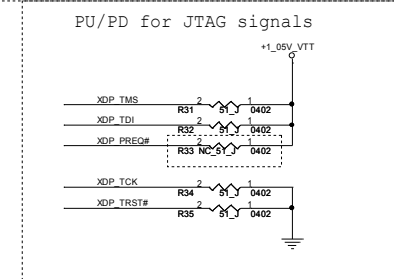 PU/PD for JTAG signals
+1_05V_VTT
XDP_TMS 2 1
R31 51_J 0402
XDP_TDI 2 1
R32 51_J 0402
XDP_PREQ# 2 1
R33 NC_51_J 0402
XDP_TCK 2 1
R34 51_J 0402
XDP_TRST# 2 1
R35 51_J 0402